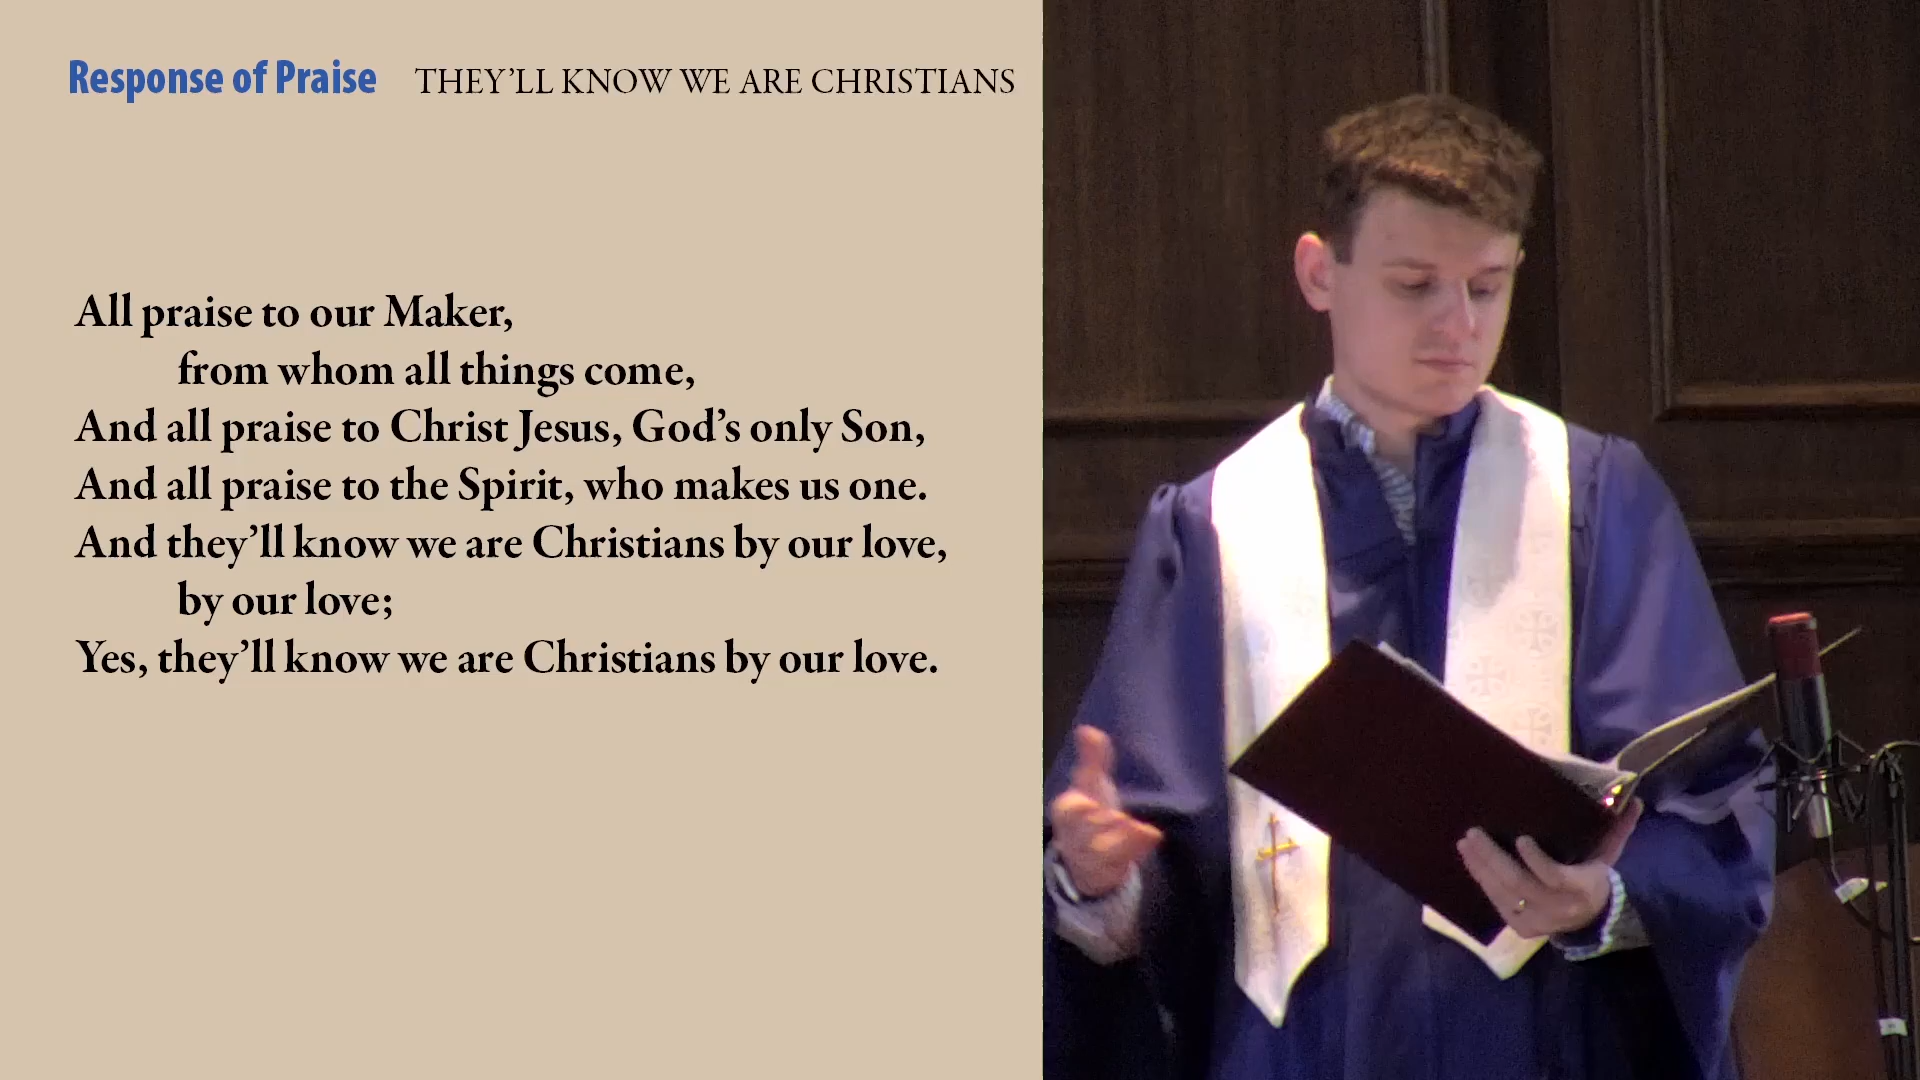 Response of Praise THEY’LL KNOW WE ARE CHRISTIANS
All praise to our Maker,
from whom all things come,
And all praise to Christ Jesus, God’s only Son,
And all praise to the Spirit, who makes us one.
And they’ll know we are Christians by our love,
by our love;
Yes, they’ll know we are Christians by our love.